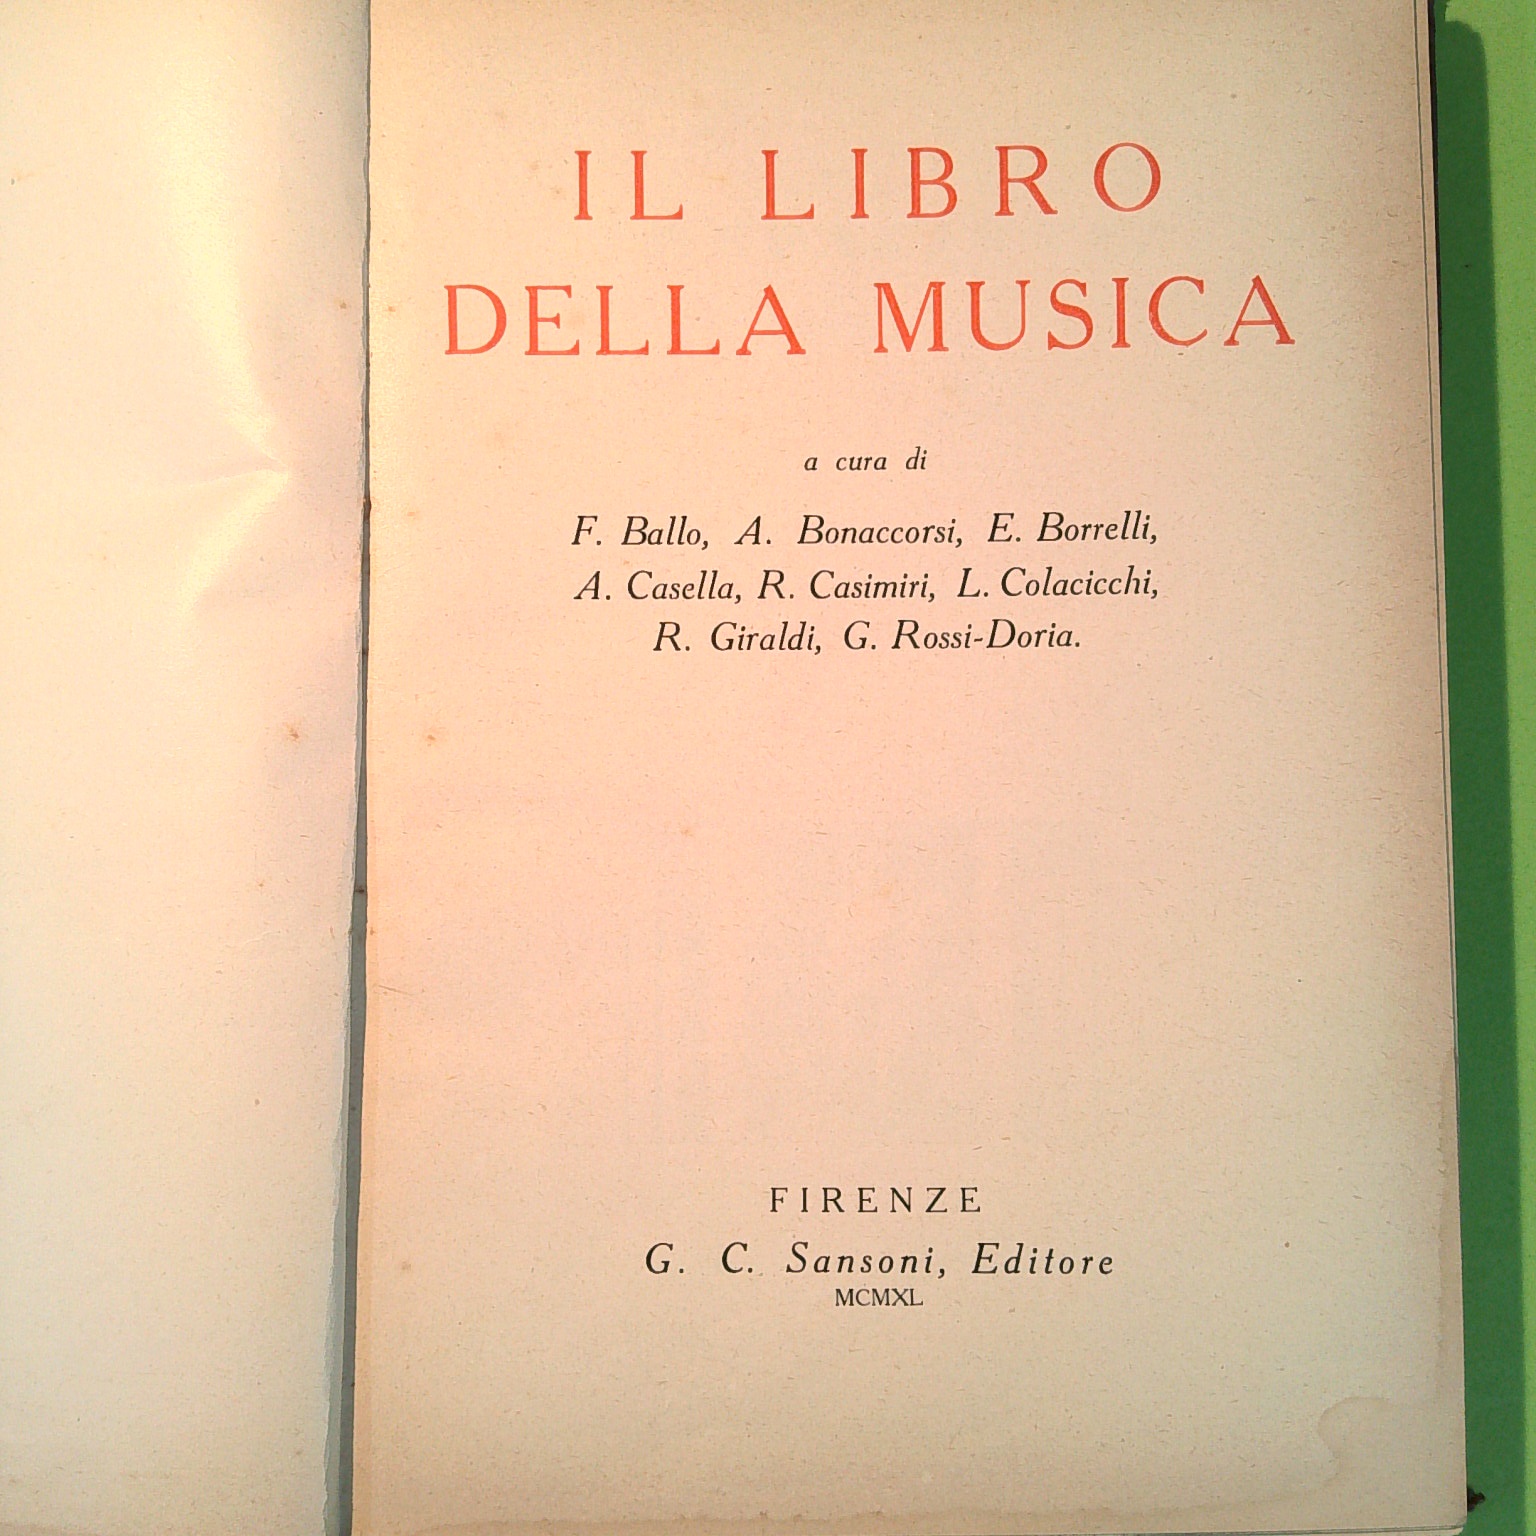 IL LIBRO
DELLA MUSICA
a cura di
F. Ballo, A. Bonaccorsi, E. Borrelli,
A. Casella, R. Casimiri, L. Colacicchi,
R. Giraldi, G. Rossi-Doria.
FIRENZE
G. C. Sansoni, Editore
MCMXL